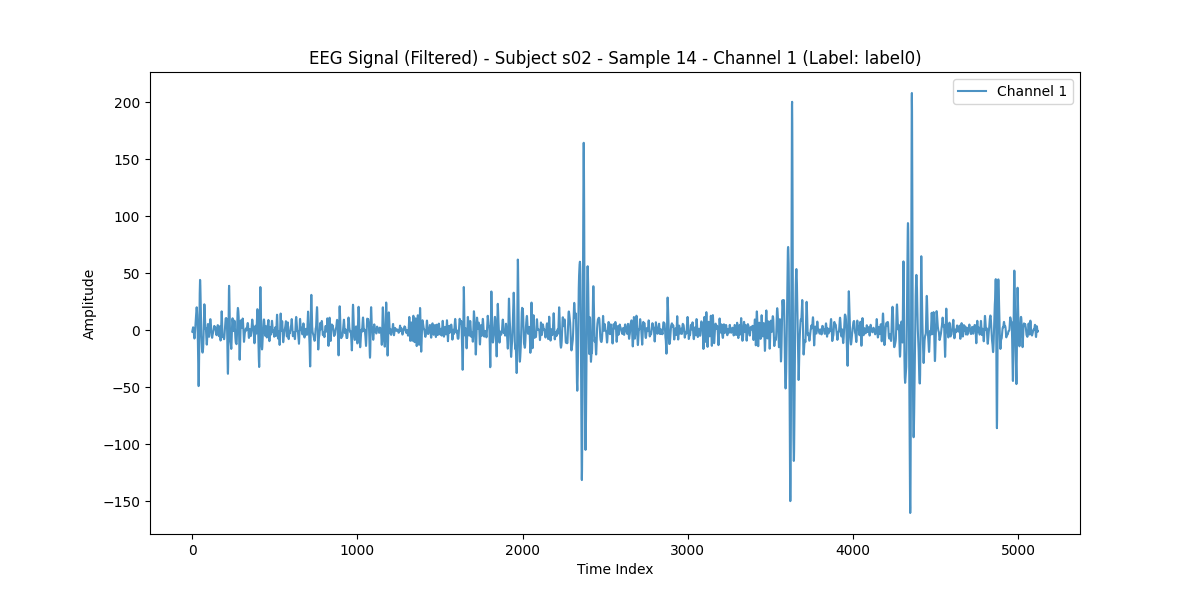 EEG Signal (Filtered) - Subject s02 - Sample 14 - Channel 1 (Label: label0)
Channel 1
200
150
100
50
0
−50
−100
−150
Amplitude
0 1000 2000 3000 4000 5000
Time Index